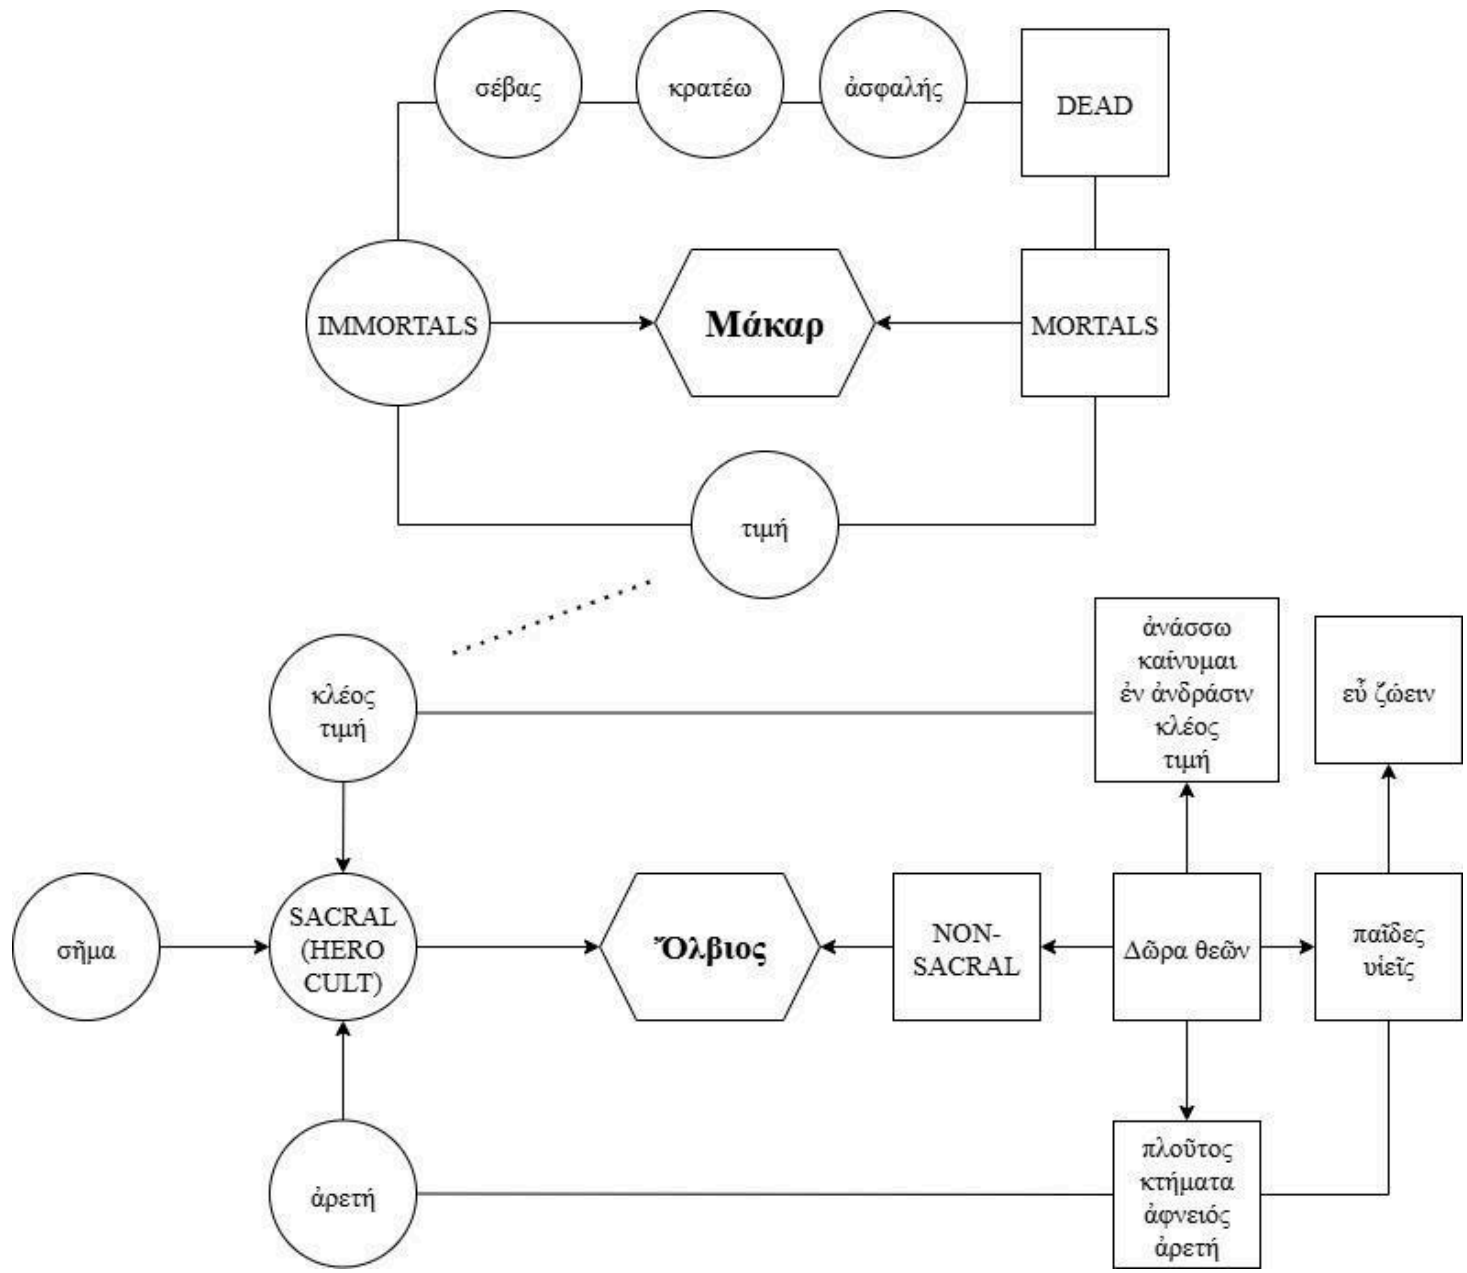 σέβας
κρατέω
ἀσφαλής
DEAD
IMMORTALS
Μάκαρ
MORTALS
τιμή
κλέος
τιμή
ἀνάσσω
καίνυμαι
ἐν ἀνδράσιν
κλέος
τιμή
εὖ ζώειν
σῆμα
SACRAL
(HERO
CULT)
Ὄλβιος
NON-
SACRAL
Δῶρα θεῶν
παῖδες
υἱεῖς
ἀρετή
πλοῦτος
κτήματα
ἀφνειός
ἀρετή